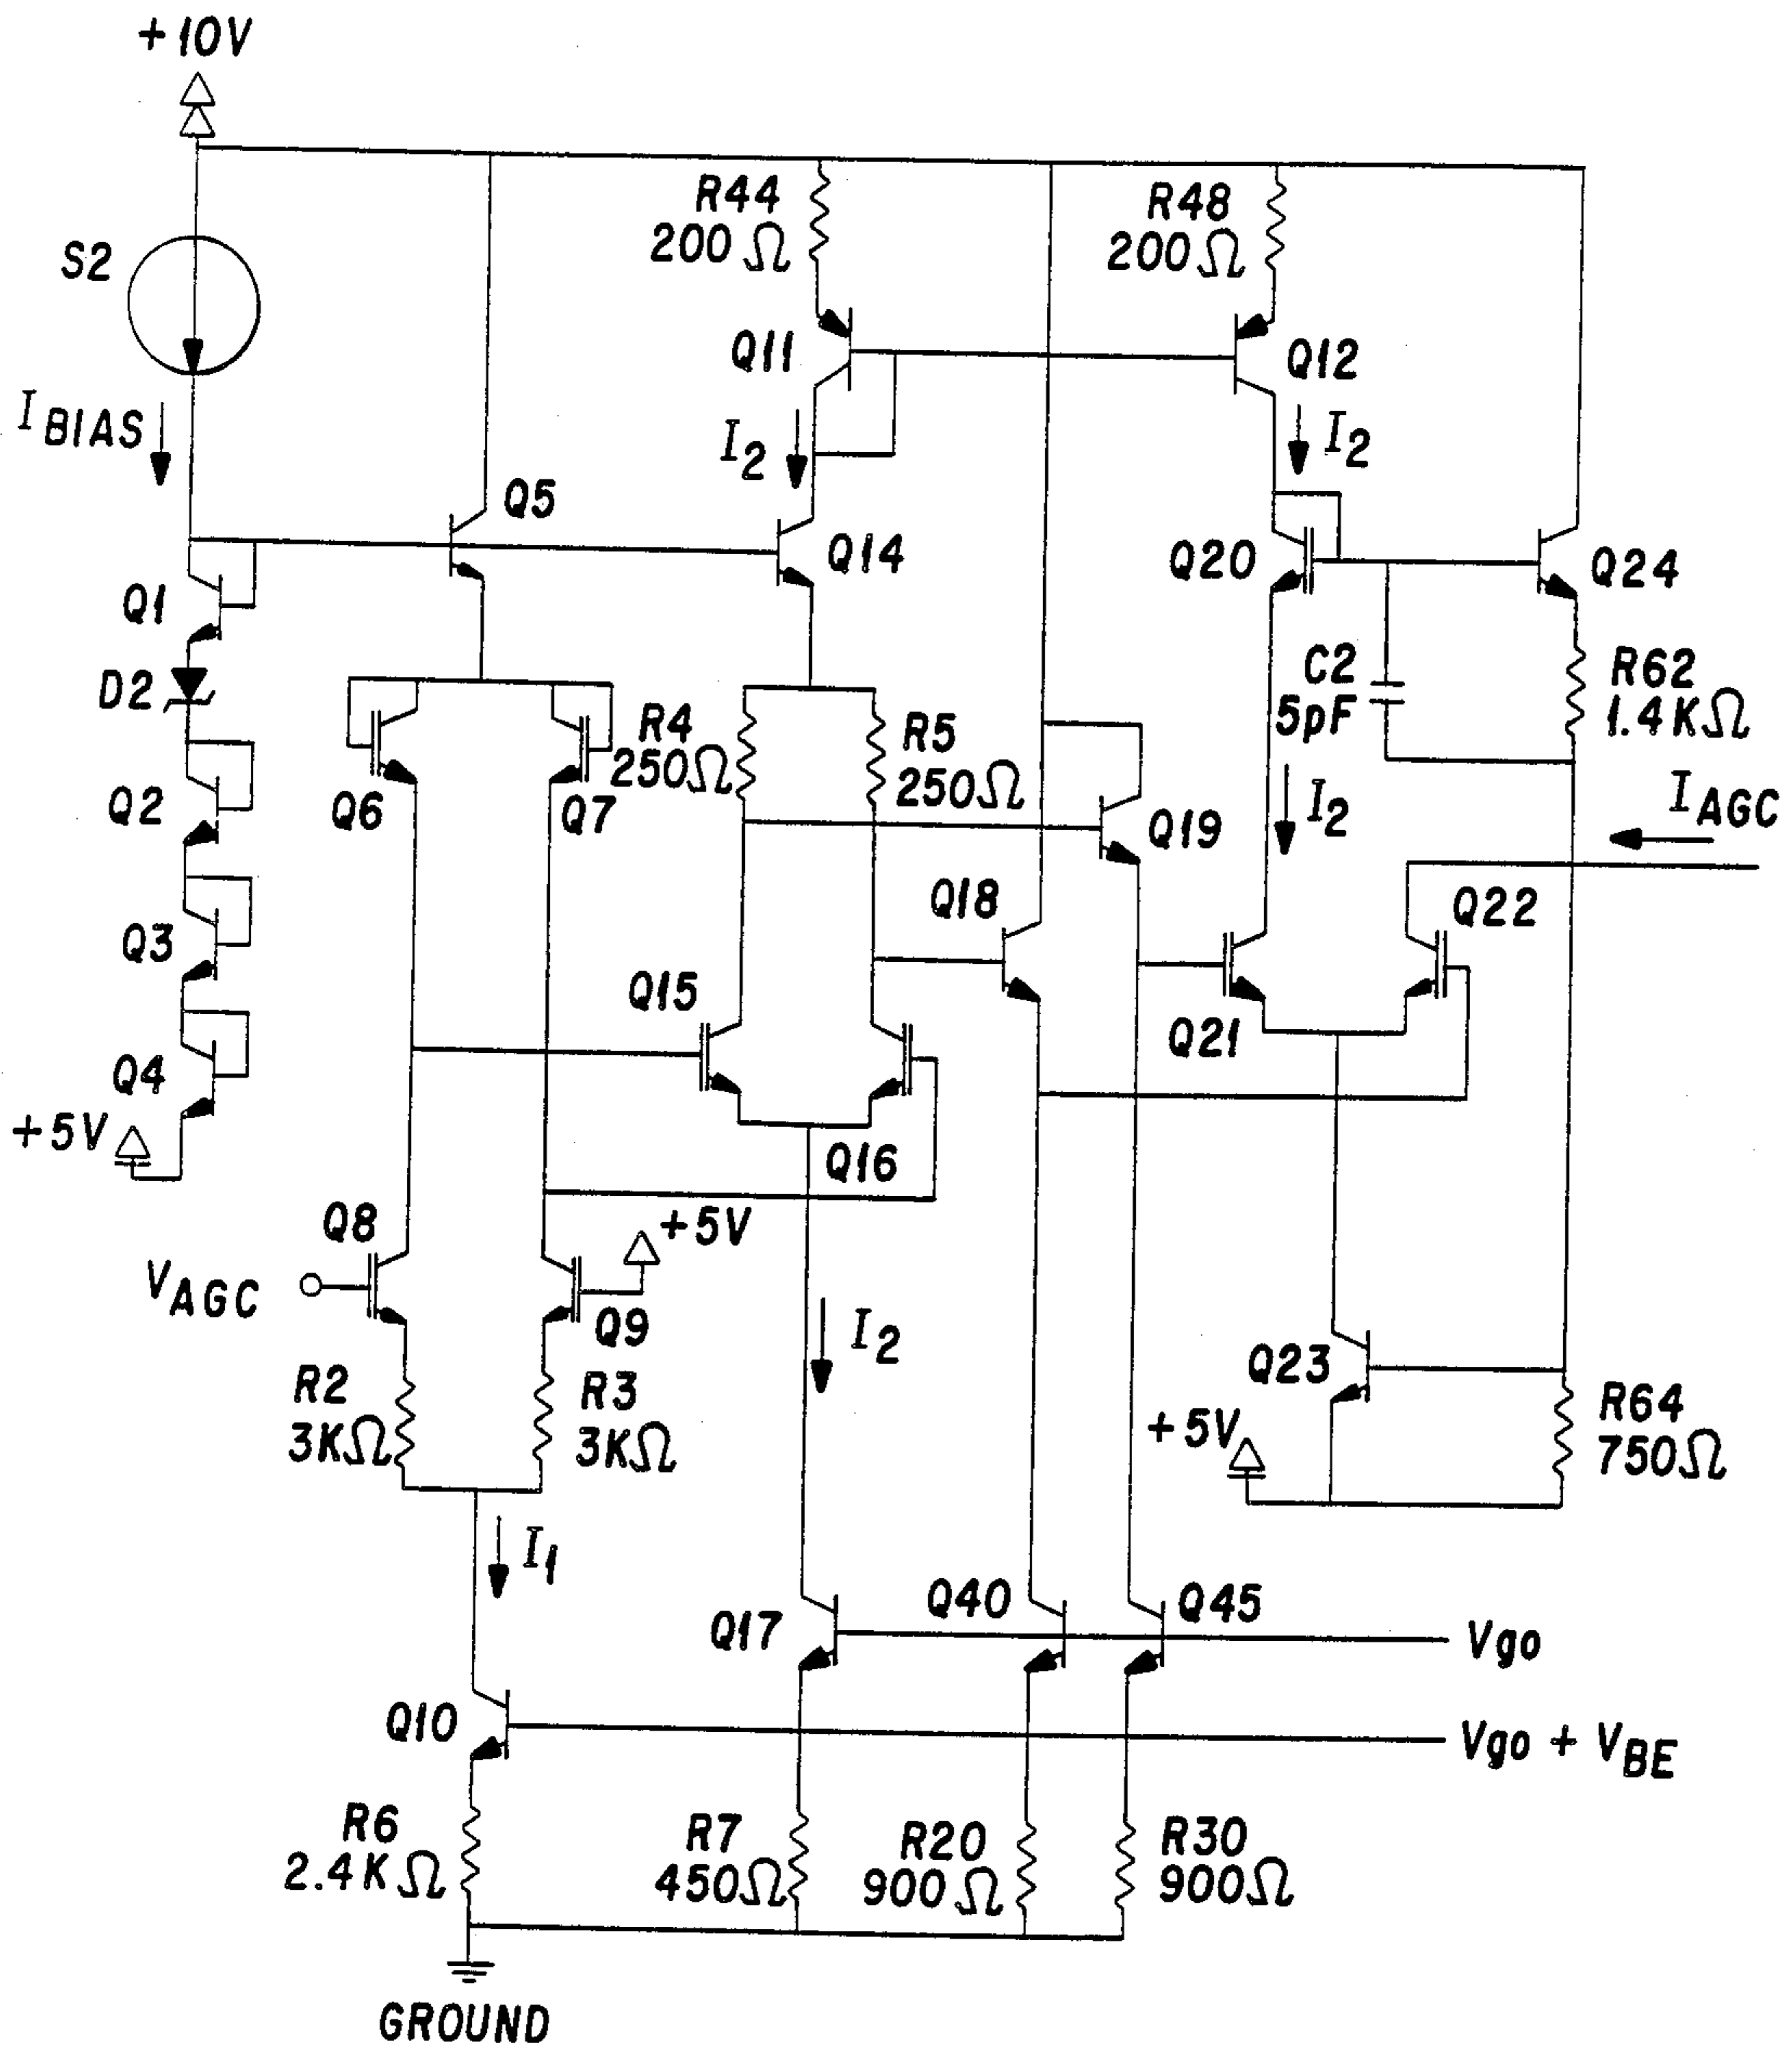 +10V
S2
I BIAS
R44
200 Ω
R48
200 Ω
Q11
Q12
I2
I2
Q5
Q14
Q20
Q24
Q1
D2
Q2
Q3
Q4
+5V
Q6
Q7
R4
250Ω
R5
250Ω
C2
5pF
R62
1.4KΩ
I AGC
Q19
I2
Q18
Q22
Q15
Q16
Q21
Q8
VAGC
+5V
Q9
I2
Q23
+5V
R64
750Ω
R2
3KΩ
R3
3KΩ
I1
Q17
Q40
Q45
Vgo
Q10
Vgo + VBE
R6
2.4KΩ
R7
450Ω
R20
900 Ω
R30
900Ω
GROUND